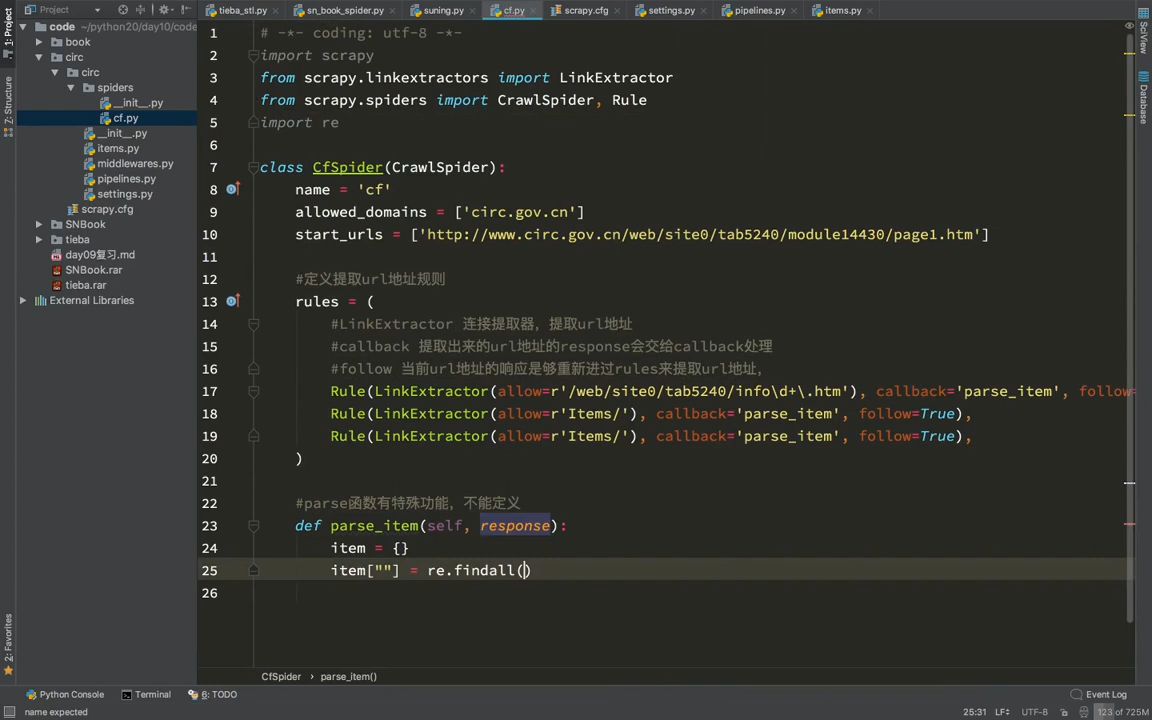 Project
tieba_stl.py
sn_book_spider.py
suning.py
cf.py
scrapy.cfg
settings.py
pipelines.py
items.py
1: Project
Z: Structure
2: Favorites
SciView
Database
code ~/python20/day10/code
book
circ
circ
spiders
__init__.py
cf.py
__init__.py
items.py
middlewares.py
pipelines.py
settings.py
scrapy.cfg
SNBook
tieba
day09复习.md
SNBook.rar
tieba.rar
External Libraries
1 # -*- coding: utf-8 -*-
2 import scrapy
3 from scrapy.linkextractors import LinkExtractor
4 from scrapy.spiders import CrawlSpider, Rule
5 import re
6
7 class CfSpider(CrawlSpider):
8 name = 'cf'
9 allowed_domains = ['circ.gov.cn']
10 start_urls = ['http://www.circ.gov.cn/web/site0/tab5240/module14430/page1.htm']
11
12 #定义提取url地址规则
13 rules = (
14 #LinkExtractor 连接提取器，提取url地址
15 #callback 提取出来的url地址的response会交给callback处理
16 #follow 当前url地址的响应是够重新进过rules来提取url地址，
17 Rule(LinkExtractor(allow=r'/web/site0/tab5240/info\d+\.htm'), callback='parse_item', follow=
18 Rule(LinkExtractor(allow=r'Items/'), callback='parse_item', follow=True),
19 Rule(LinkExtractor(allow=r'Items/'), callback='parse_item', follow=True),
20 )
21
22 #parse函数有特殊功能，不能定义
23 def parse_item(self, response):
24 item = {}
25 item[""] = re.findall()
26
CfSpider
parse_item()
Python Console
Terminal
6: TODO
Event Log
name expected
25:31
LF
UTF-8
123 of 725M